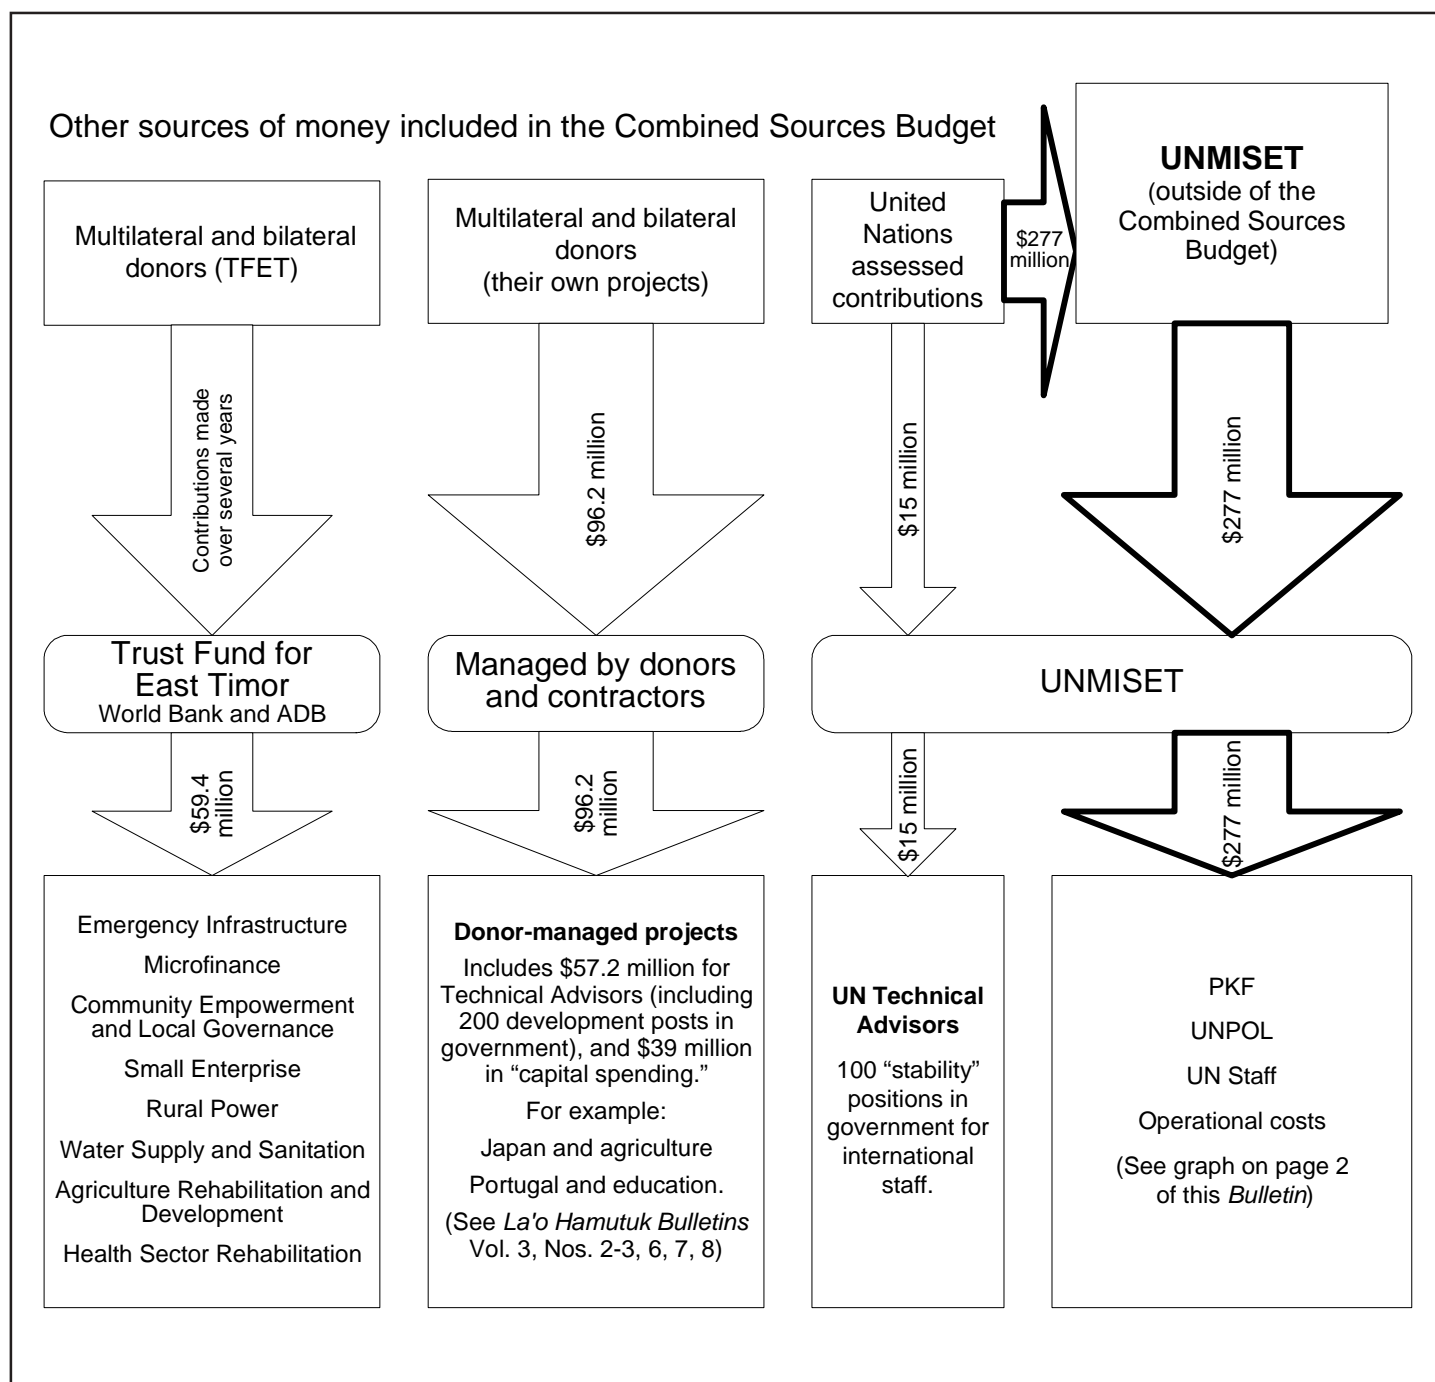 Other sources of money included in the Combined Sources Budget
Multilateral and bilateral
donors (TFET)
Multilateral and bilateral
donors
(their own projects)
United
Nations
assessed
contributions
$277
million
UNMISET
(outside of the
Combined Sources
Budget)
Contributions made
over several years
$96.2 million
$15 million
$277 million
Trust Fund for
East Timor
World Bank and ADB
Managed by donors
and contractors
UNMISET
$59.4
million
$96.2
million
$15 million
$277 million
Emergency Infrastructure
Microfinance
Community Empowerment
and Local Governance
Small Enterprise
Rural Power
Water Supply and Sanitation
Agriculture Rehabilitation and
Development
Health Sector Rehabilitation
Donor-managed projects
Includes $57.2 million for
Technical Advisors (including
200 development posts in
government), and $39 million
in “capital spending.”
For example:
Japan and agriculture
Portugal and education.
(See La'o Hamutuk Bulletins
Vol. 3, Nos. 2-3, 6, 7, 8)
UN Technical
Advisors
100 “stability”
positions in
government for
international
staff.
PKF
UNPOL
UN Staff
Operational costs
(See graph on page 2
of this Bulletin)